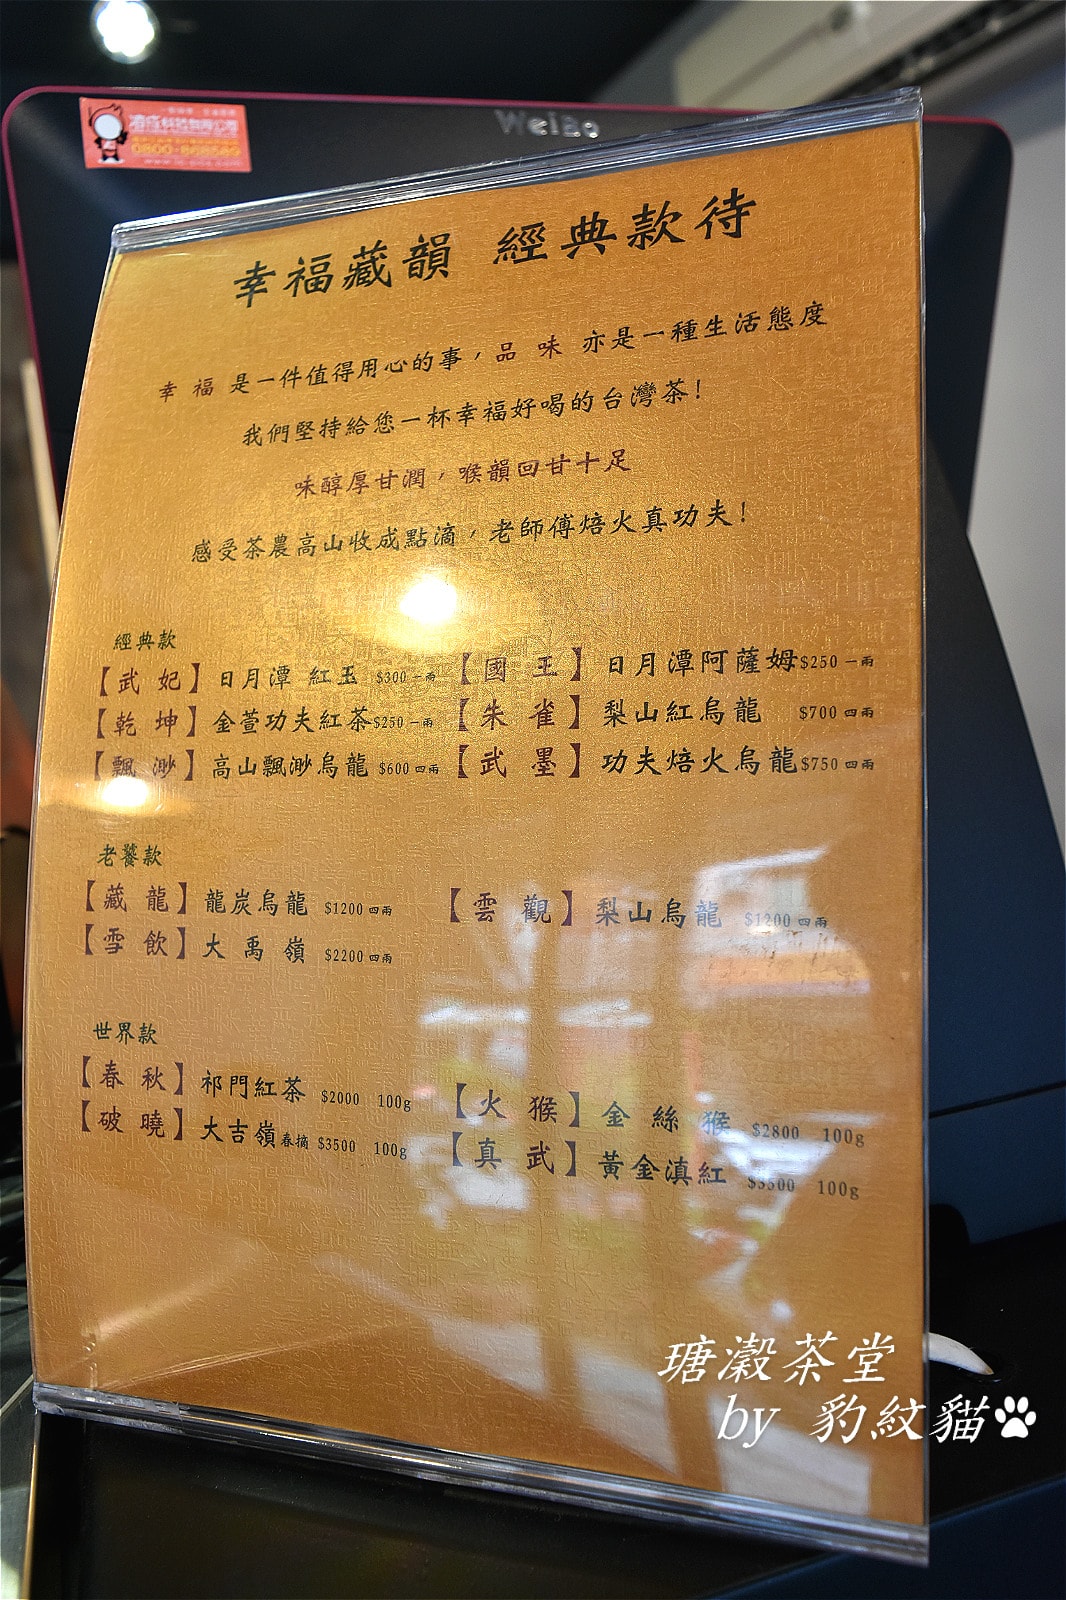 Weibo
0800-
幸福藏韻 經典款待
幸 福 是一件值得用心的事，品 味 亦是一種生活態度
我們堅持給您一杯幸福好喝的台灣茶！
味醇厚甘潤，喉韻回甘十足
感受茶農高山收成點滴，老師傅焙火真功夫！
經典款
【武 妃】日月潭 紅玉 $300 一兩 【國 王】日月潭阿薩姆$250 一兩
【乾 坤】金萱功夫紅茶$250 一兩 【朱 雀】梨山紅烏龍 $700 四兩
【飄 渺】高山飄渺烏龍 $600 四兩 【武 墨】功夫焙火烏龍$750 四兩
老饕款
【藏 龍】龍炭烏龍 $1200 四兩 【雲 觀】梨山烏龍 $1200 四兩
【雪 飲】大 禹 嶺 $2200 四兩
世界款
【春 秋】祁門紅茶 $2000 100g 【火 猴】金 絲 猴 $2800 100g
【破 曉】大吉嶺春摘 $3500 100g 【真 武】黃金滇紅 $3500 100g
瑭瀫茶堂
by 豹紋貓